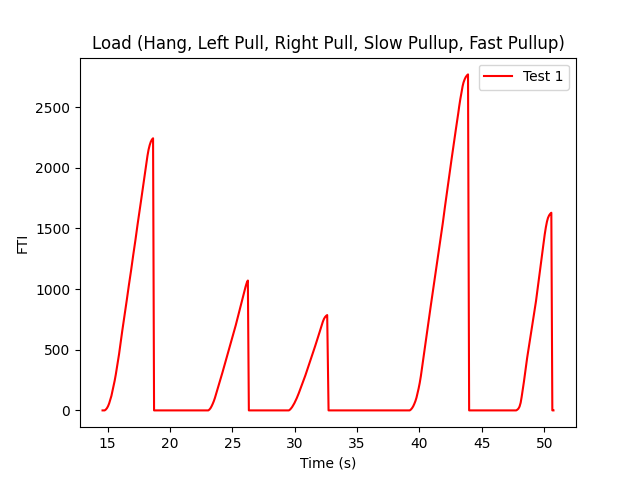 Load (Hang, Left Pull, Right Pull, Slow Pullup, Fast Pullup)
Test 1
2500
2000
1500
1000
500
0
FTI
15 20 25 30 35 40 45 50
Time (s)